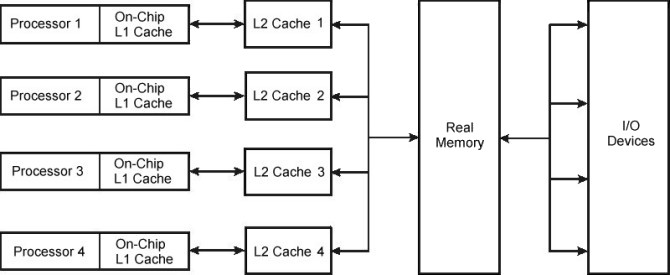 Processor 1
On-Chip
L1 Cache
L2 Cache 1
Processor 2
On-Chip
L1 Cache
L2 Cache 2
Processor 3
On-Chip
L1 Cache
L2 Cache 3
Processor 4
On-Chip
L1 Cache
L2 Cache 4
Real
Memory
I/O
Devices